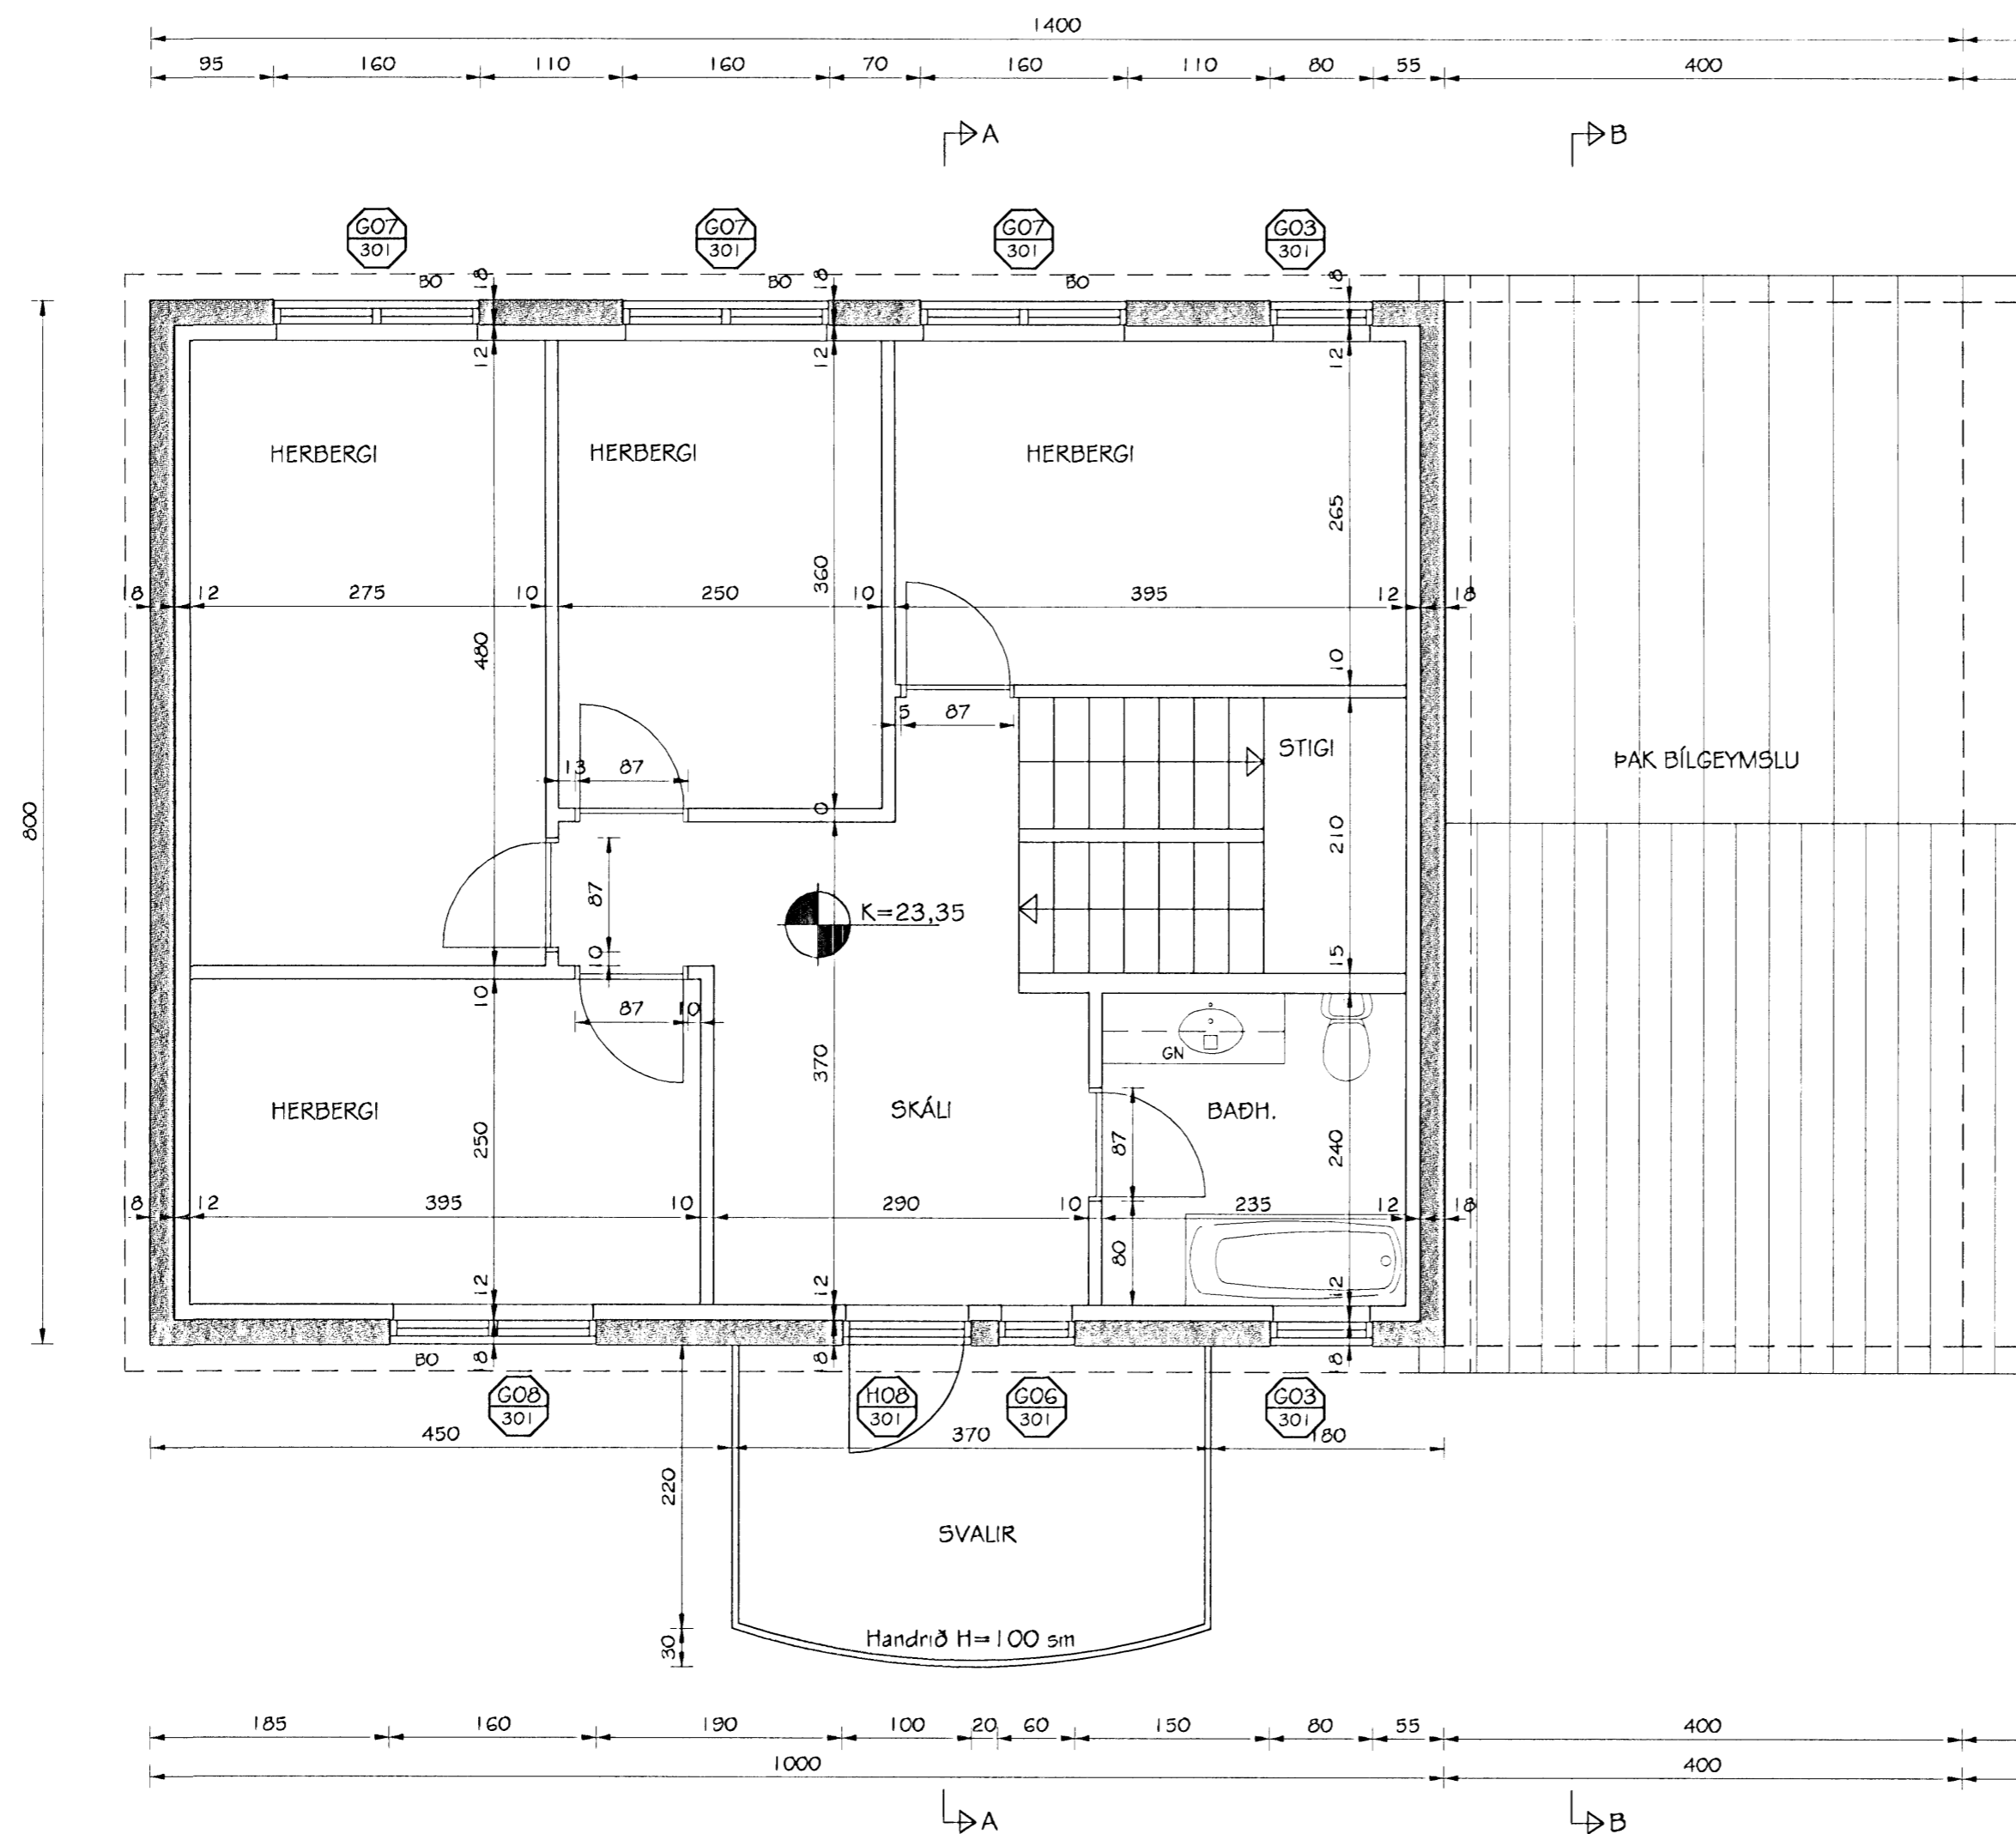 1400
95 160 110 160 70 160 110 80 55 400
A B
G07 301
G07 301
G07 301
G03 301
BO 18 BO 18 BO 18
12 12 12
HERBERGI HERBERGI HERBERGI
265
360
18 12 275 10 250 10 395 12 18
480
10
5 87
STIGI
ÞAK BÍLGEYMSLU
13 87
800
210
87
K=23,35
10 15
10
87 10
GN
370
HERBERGI SKÁLI BAÐH.
250 87 240
18 12 395 10 290 10 235 12 18
80
12 12 12
BO 18 18 18
G08 301
H08 301
G06 301
G03 301
450 370 180
220
SVALIR
Handrið H=100 sm
30
185 160 190 100 20 60 150 80 55 400
1000 400
A B